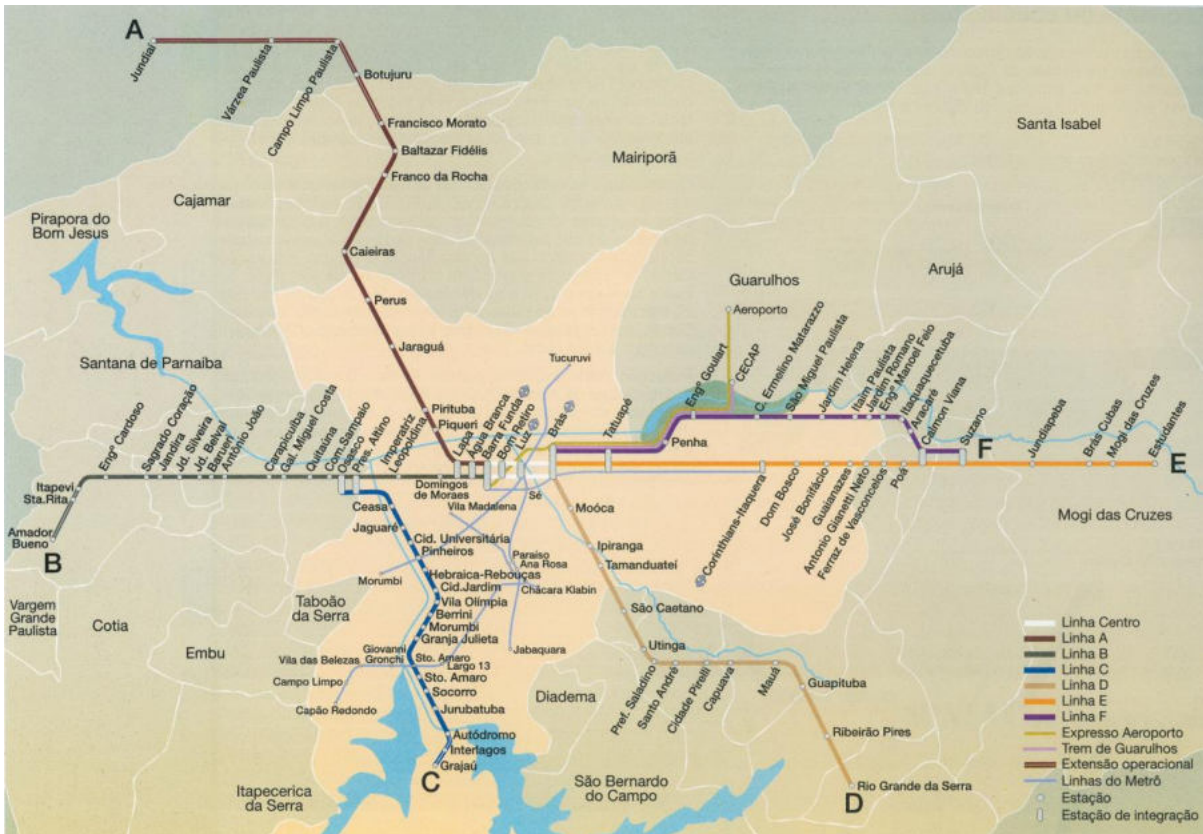 A
Jundiaí
Várzea Paulista
Campo Limpo Paulista
Botujuru
Francisco Morato
Baltazar Fidélis
Franco da Rocha
Caieiras
Perus
Jaraguá
Pirituba
Piqueri
Santa Isabel
Mairiporã
Cajamar
Pirapora do
Bom Jesus
Arujá
Guarulhos
Santana de Parnaíba
Aeroporto
CECAP
Tucuruvi
Lapa
Água Branca
Barra Funda
Bom Retiro
Luz
Brás
Tatuapé
Penha
Engº Goulart
C. Ermelino Matarazzo
São Miguel Paulista
Jardim Helena
Itaim Paulista
Jardim Romano
Eng Manoel Feio
Itaquaquecetuba
Aracaré
Calmon Viana
Suzano
F
Jundiapeba
Brás Cubas
Mogi das Cruzes
Estudantes
E
Amador
Bueno
B
Itapevi
Sta.Rita
Engº Cardoso
Sagrado Coração
Jandira
Jd. Silveira
Jd. Belval
Barueri
Antônio João
Carapicuíba
Gal. Miguel Costa
Quitaúna
Com.Sampaio
Osasco
Pres. Altino
Imperatriz
Leopoldina
Domingos
de Moraes
Vila Madalena
Sé
Corinthians-Itaquera
Dom Bosco
José Bonifácio
Guaianazes
Antonio Gianetti Neto
Ferraz de Vasconcelos
Poá
Mogi das Cruzes
Ceasa
Jaguaré
Cid. Universitária
Pinheiros
Hebraica-Rebouças
Cid.Jardim
Vila Olímpia
Berrini
Morumbi
Granja Julieta
Giovanni
Gronchi
Sto. Amaro
Largo 13
Sto. Amaro
Socorro
Jurubatuba
Autódromo
Interlagos
Grajaú
C
Morumbi
Paraiso
Ana Rosa
Chácara Klabin
Jabaquara
Vila das Belezas
Campo Limpo
Capão Redondo
Moóca
Ipiranga
Tamanduateí
São Caetano
Utinga
Pref. Saladino
Santo André
Cidade Pirelli
Capuava
Mauá
Guapituba
Ribeirão Pires
Rio Grande da Serra
D
Vargem
Grande
Paulista
Cotia
Embu
Taboão
da Serra
Itapecerica
da Serra
Diadema
São Bernardo
do Campo
Linha Centro
Linha A
Linha B
Linha C
Linha D
Linha E
Linha F
Expresso Aeroporto
Trem de Guarulhos
Extensão operacional
Linhas do Metrô
Estação
Estação de integração